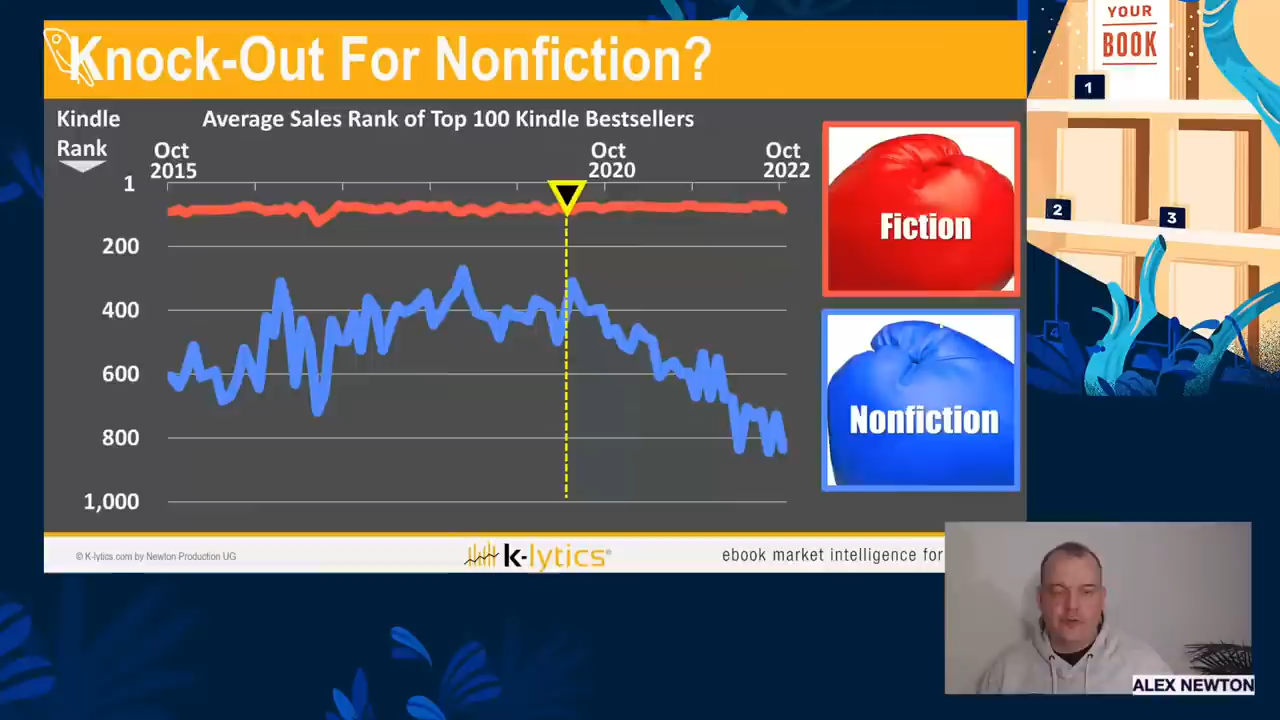 Knock-Out For Nonfiction?
Kindle
Rank
Average Sales Rank of Top 100 Kindle Bestsellers
Oct
2015
Oct
2020
Oct
2022
1
200
400
600
800
1,000
Fiction
Nonfiction
© K-lytics.com by Newton Production UG
k-lytics®
ebook market intelligence for
YOUR
BOOK
1
2
3
4
ALEX NEWTON